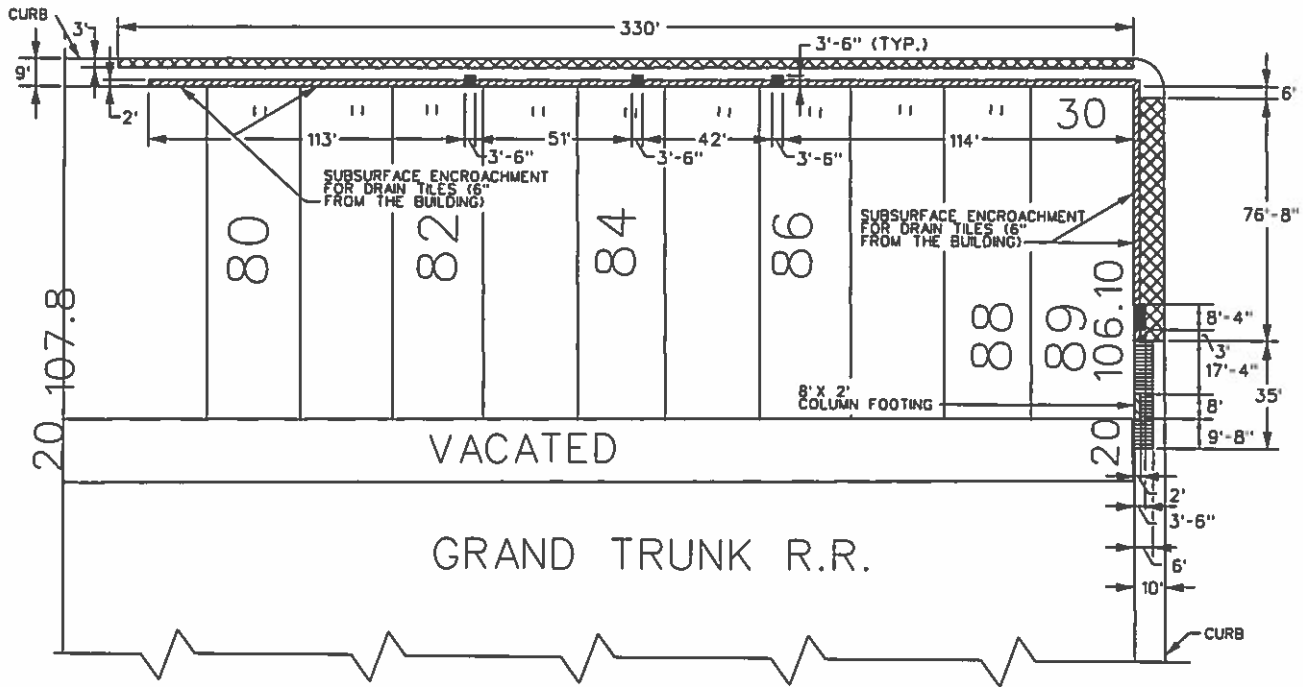 CURB
3'
330'
3'-6" (TYP.)
9'
2'
6'
" " " " " " " " 30
113'
51'
42'
114'
3'-6"
3'-6"
3'-6"
SUBSURFACE ENCROACHMENT
FOR DRAIN TILES (6"
FROM THE BUILDING)
SUBSURFACE ENCROACHMENT
FOR DRAIN TILES (6"
FROM THE BUILDING)
76'-8"
80
82
84
86
88
89
106.10
107.8
8'-4"
3'
17'-4"
35'
8' X 2'
COLUMN FOOTING
8'
9'-8"
20
VACATED
20
2'
3'-6"
GRAND TRUNK R.R.
6'
10'
CURB